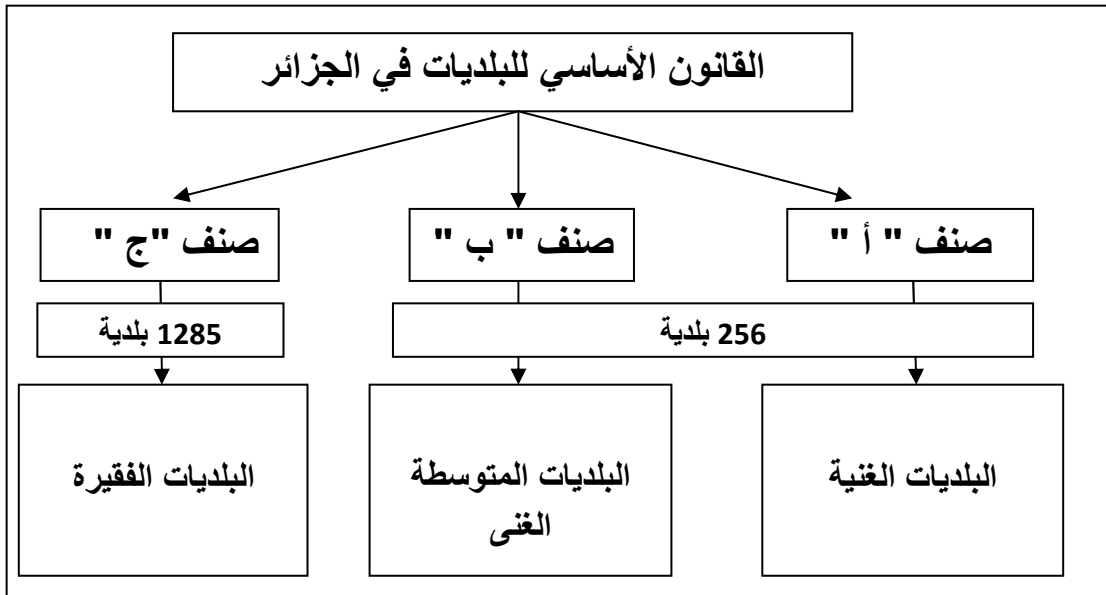 القانون الأساسي للبلديات في الجزائر
صنف " أ "
صنف " ب "
صنف "ج "
256 بلدية
1285 بلدية
البلديات الغنية
البلديات المتوسطة
الغنى
البلديات الفقيرة